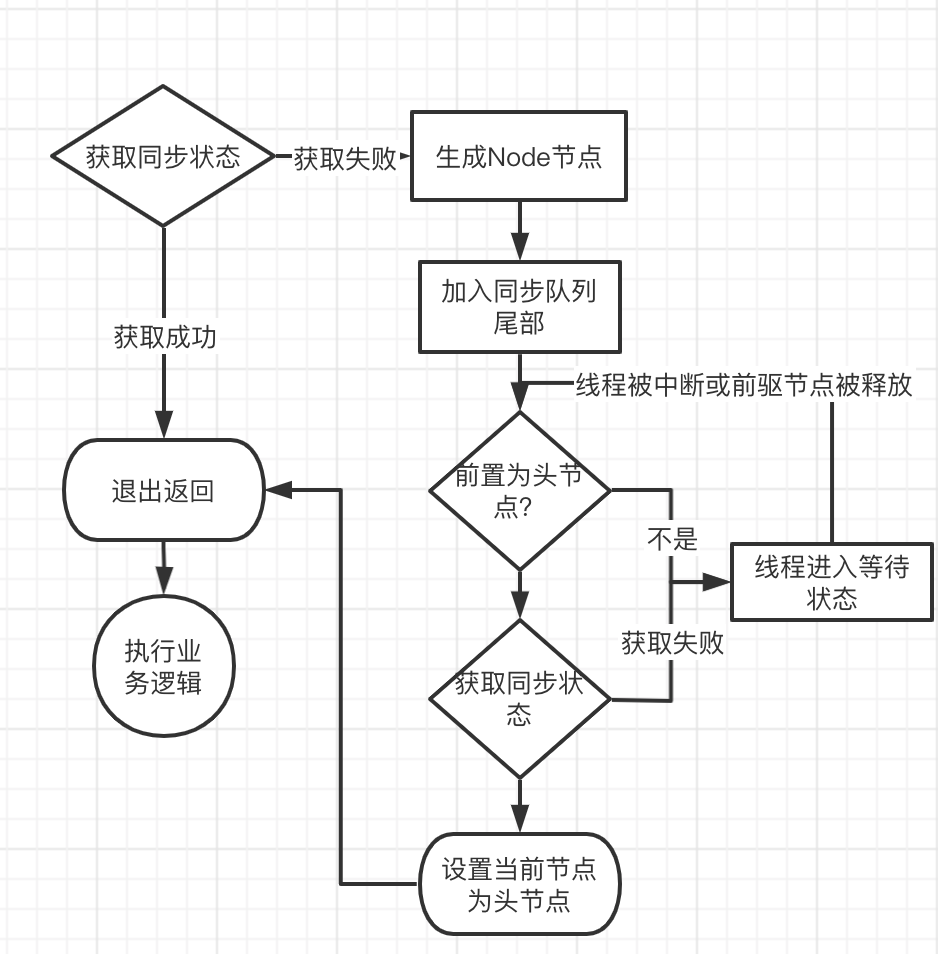 获取同步状态
获取失败
生成Node节点
加入同步队列
尾部
获取成功
线程被中断或前驱节点被释放
前置为头节
点?
退出返回
不是
线程进入等待
状态
执行业
务逻辑
获取失败
获取同步状
态
设置当前节点
为头节点